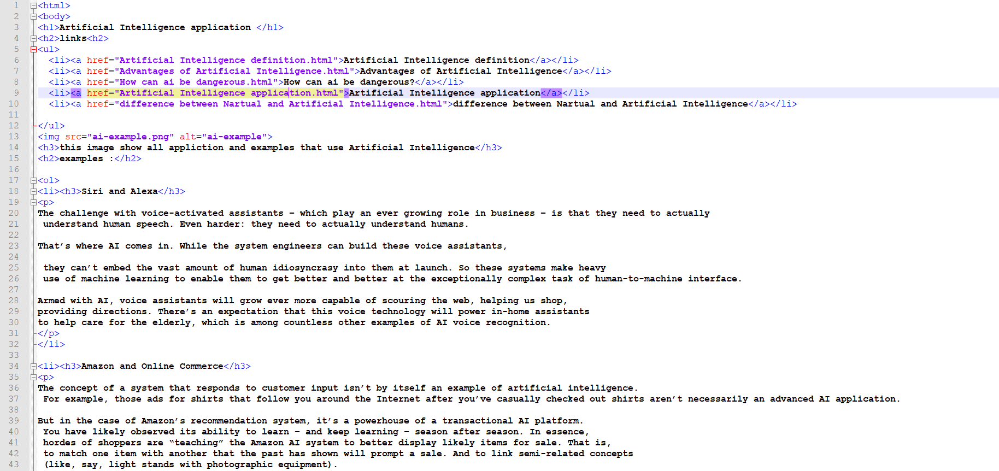 1 <html>
2 <body>
3 <h1>Artificial Intelligence application </h1>
4 <h2>links<h2>
5 <ul>
6 <li><a href="Artificial Intelligence definition.html">Artificial Intelligence definition</a></li>
7 <li><a href="Advantages of Artificial Intelligence.html">Advantages of Artificial Intelligence</a></li>
8 <li><a href="How can ai be dangerous.html">How can ai be dangerous?</a></li>
9 <li><a href="Artificial Intelligence application.html">Artificial Intelligence application</a></li>
10 <li><a href="difference between Nartual and Artificial Intelligence.html">difference between Nartual and Artificial Intelligence</a></li>
11
12 </ul>
13 <img src="ai-example.png" alt="ai-example">
14 <h3>this image show all appliction and examples that use Artificial Intelligence</h3>
15 <h2>examples :</h2>
16
17 <ol>
18 <li><h3>Siri and Alexa</h3>
19 <p>
20 The challenge with voice-activated assistants – which play an ever growing role in business – is that they need to actually
21 understand human speech. Even harder: they need to actually understand humans.
22
23 That’s where AI comes in. While the system engineers can build these voice assistants,
24
25 they can’t embed the vast amount of human idiosyncrasy into them at launch. So these systems make heavy
26 use of machine learning to enable them to get better and better at the exceptionally complex task of human-to-machine interface.
27
28 Armed with AI, voice assistants will grow ever more capable of scouring the web, helping us shop,
29 providing directions. There’s an expectation that this voice technology will power in-home assistants
30 to help care for the elderly, which is among countless other examples of AI voice recognition.
31 </p>
32 </li>
33
34 <li><h3>Amazon and Online Commerce</h3>
35 <p>
36 The concept of a system that responds to customer input isn’t by itself an example of artificial intelligence.
37 For example, those ads for shirts that follow you around the Internet after you’ve casually checked out shirts aren’t necessarily an advanced AI application.
38
39 But in the case of Amazon’s recommendation system, it’s a powerhouse of a transactional AI platform.
40 You have likely observed its ability to learn – and keep learning – season after season. In essence,
41 hordes of shoppers are “teaching” the Amazon AI system to better display likely items for sale. That is,
42 to match one item with another that the past has shown will prompt a sale. And to link semi-related concepts
43 (like, say, light stands with photographic equipment).